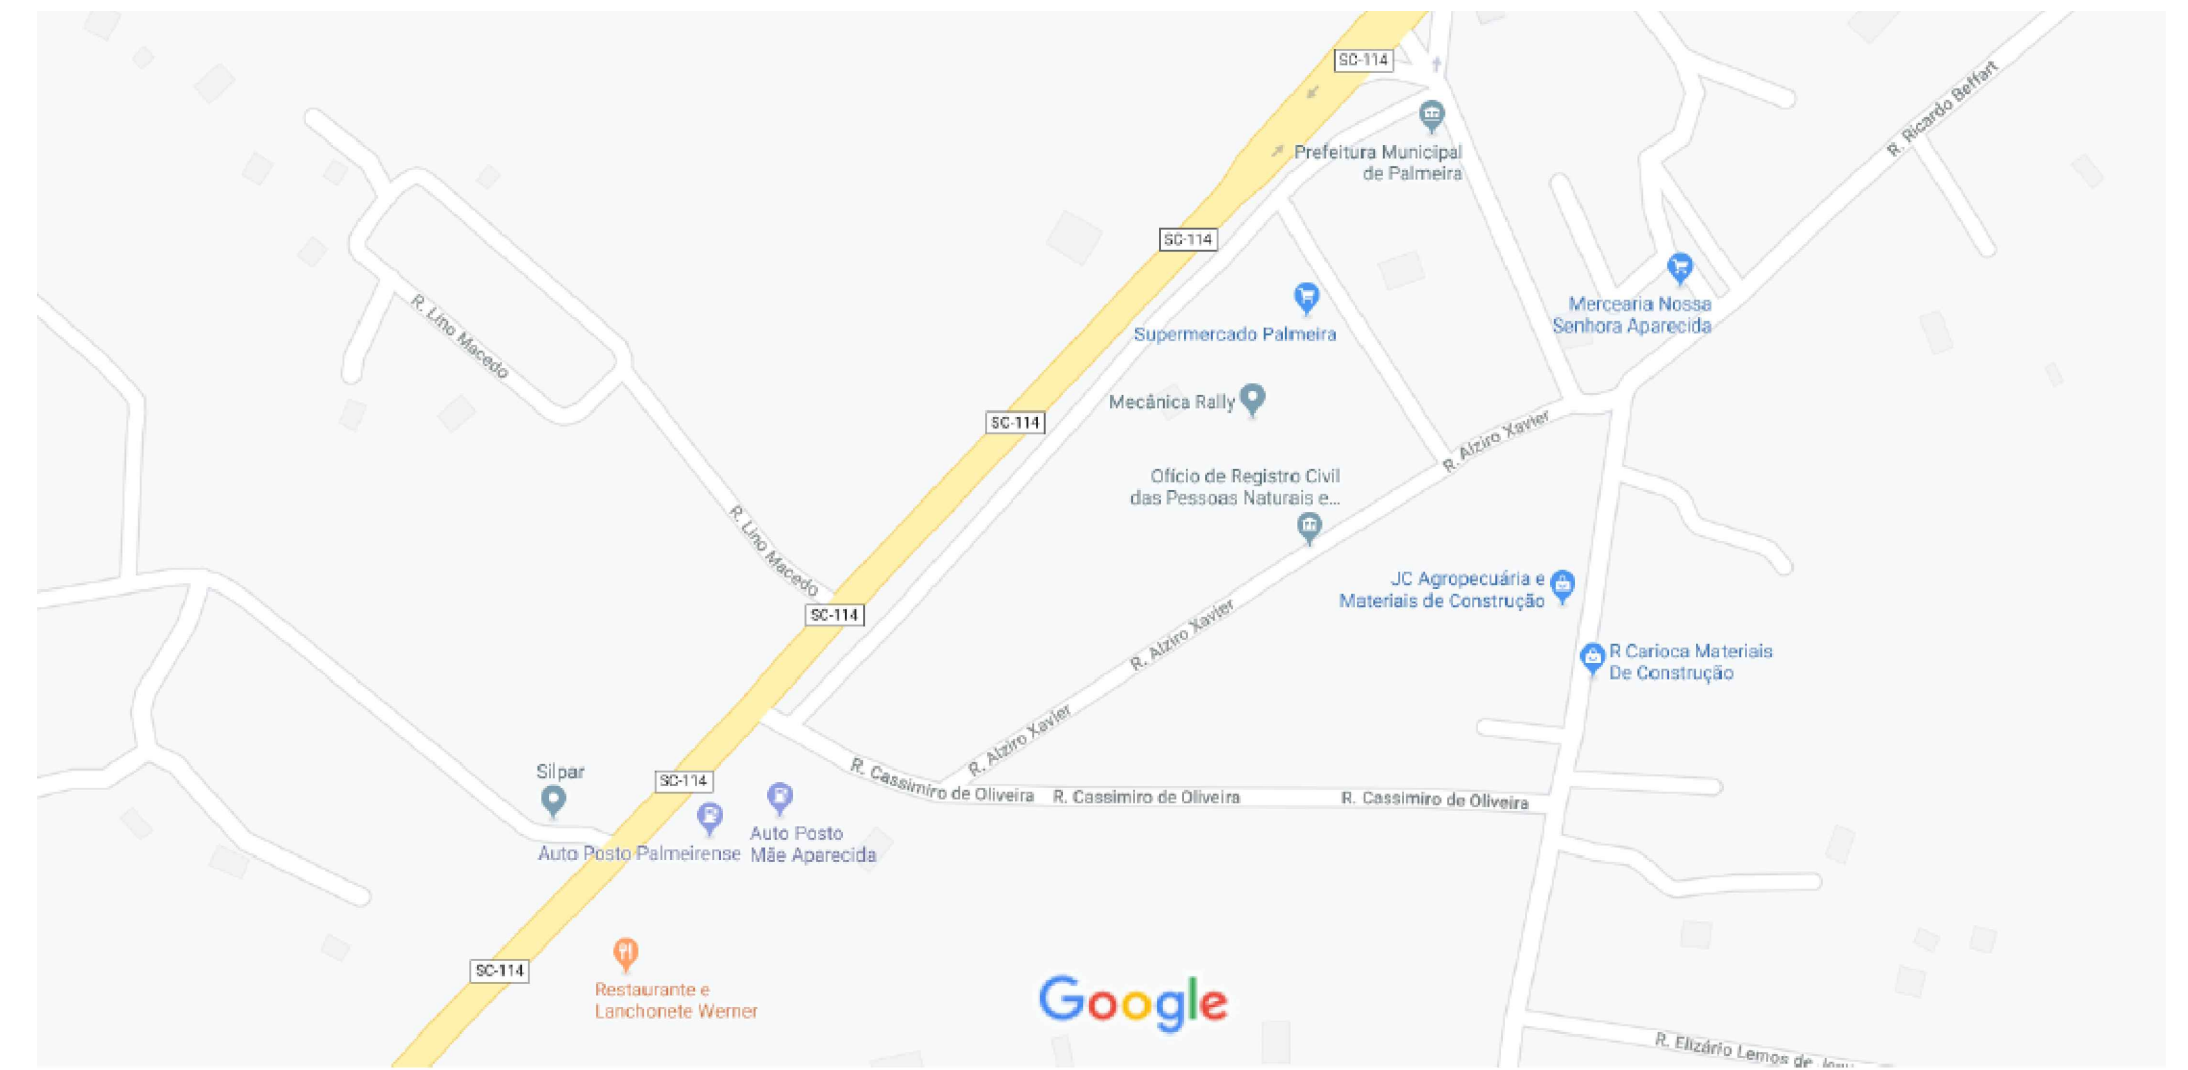 SC-114
R. Ricardo Beffart
Prefeitura Municipal
de Palmeira
SC-114
Supermercado Palmeira
Mercearia Nossa
Senhora Aparecida
R. Lino Macedo
Mecânica Rally
SC-114
R. Alziro Xavier
Ofício de Registro Civil
das Pessoas Naturais e...
R. Lino Macedo
JC Agropecuária e
Materiais de Construção
SC-114
R. Alziro Xavier
R Carioca Materiais
De Construção
R. Alziro Xavier
Silpar
SC-114
R. Cassimiro de Oliveira
R. Cassimiro de Oliveira
R. Cassimiro de Oliveira
Auto Posto Palmeirense
Auto Posto
Mãe Aparecida
SC-114
Restaurante e
Lanchonete Werner
Google
R. Elizário Lemos de